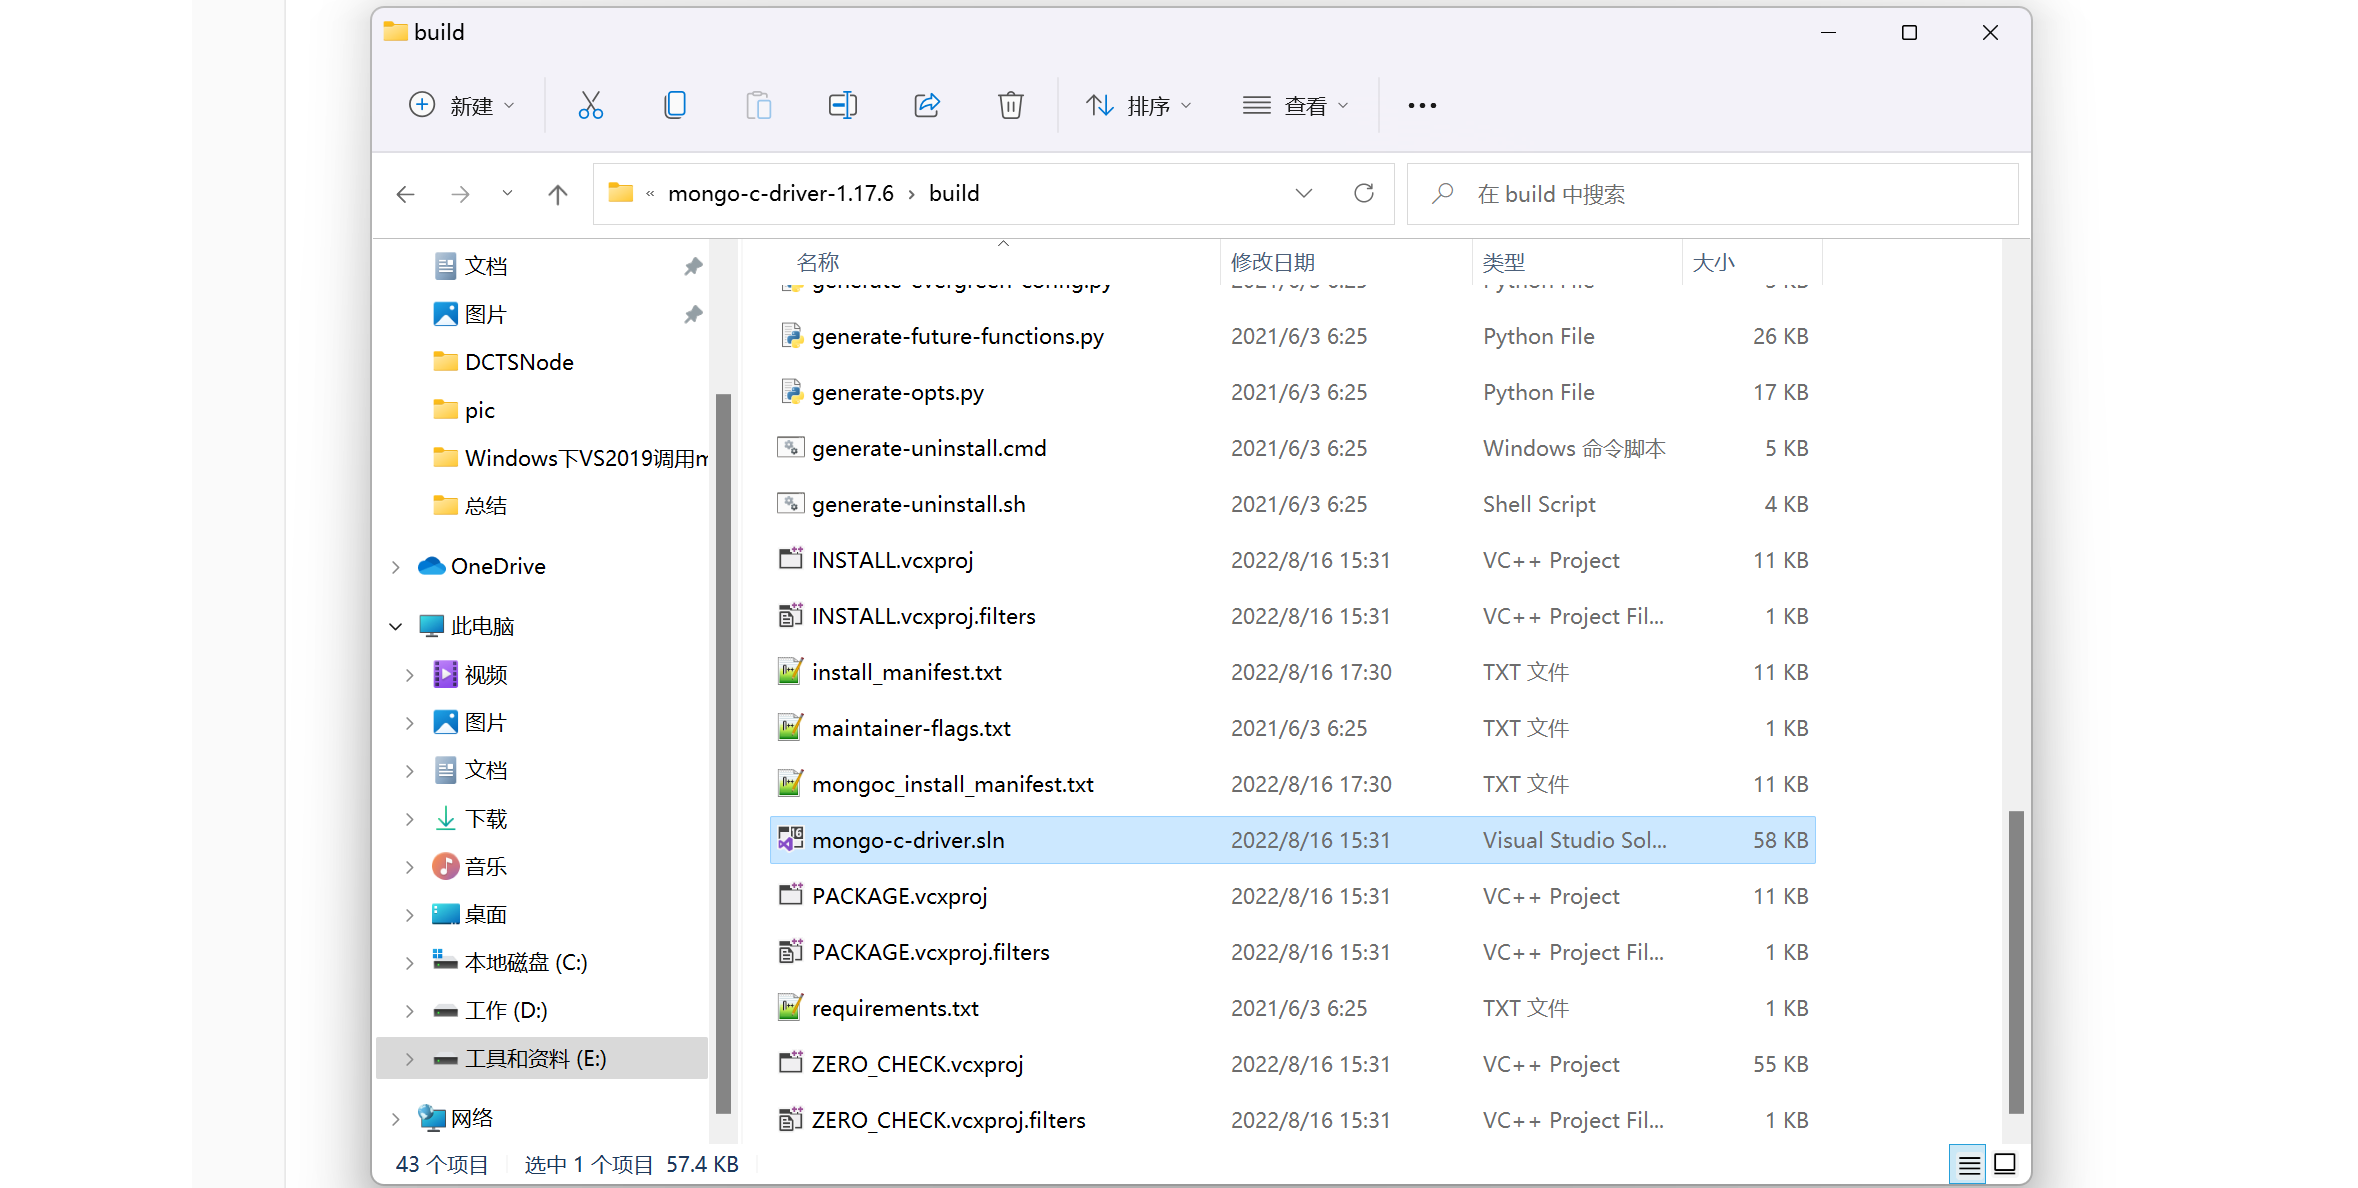 build
新建
排序
查看
« mongo-c-driver-1.17.6 › build
在 build 中搜索
文档
图片
DCTSNode
pic
Windows下VS2019调用m
总结
OneDrive
此电脑
视频
图片
文档
下载
音乐
桌面
本地磁盘 (C:)
工作 (D:)
工具和资料 (E:)
网络
名称 修改日期 类型 大小
generate-evergreen-config.py 2021/6/3 6:25 Python File KB
generate-future-functions.py 2021/6/3 6:25 Python File 26 KB
generate-opts.py 2021/6/3 6:25 Python File 17 KB
generate-uninstall.cmd 2021/6/3 6:25 Windows 命令脚本 5 KB
generate-uninstall.sh 2021/6/3 6:25 Shell Script 4 KB
INSTALL.vcxproj 2022/8/16 15:31 VC++ Project 11 KB
INSTALL.vcxproj.filters 2022/8/16 15:31 VC++ Project Fil... 1 KB
install_manifest.txt 2022/8/16 17:30 TXT 文件 11 KB
maintainer-flags.txt 2021/6/3 6:25 TXT 文件 1 KB
mongoc_install_manifest.txt 2022/8/16 17:30 TXT 文件 11 KB
mongo-c-driver.sln 2022/8/16 15:31 Visual Studio Sol... 58 KB
PACKAGE.vcxproj 2022/8/16 15:31 VC++ Project 11 KB
PACKAGE.vcxproj.filters 2022/8/16 15:31 VC++ Project Fil... 1 KB
requirements.txt 2021/6/3 6:25 TXT 文件 1 KB
ZERO_CHECK.vcxproj 2022/8/16 15:31 VC++ Project 55 KB
ZERO_CHECK.vcxproj.filters 2022/8/16 15:31 VC++ Project Fil... 1 KB
43 个项目 选中 1 个项目 57.4 KB